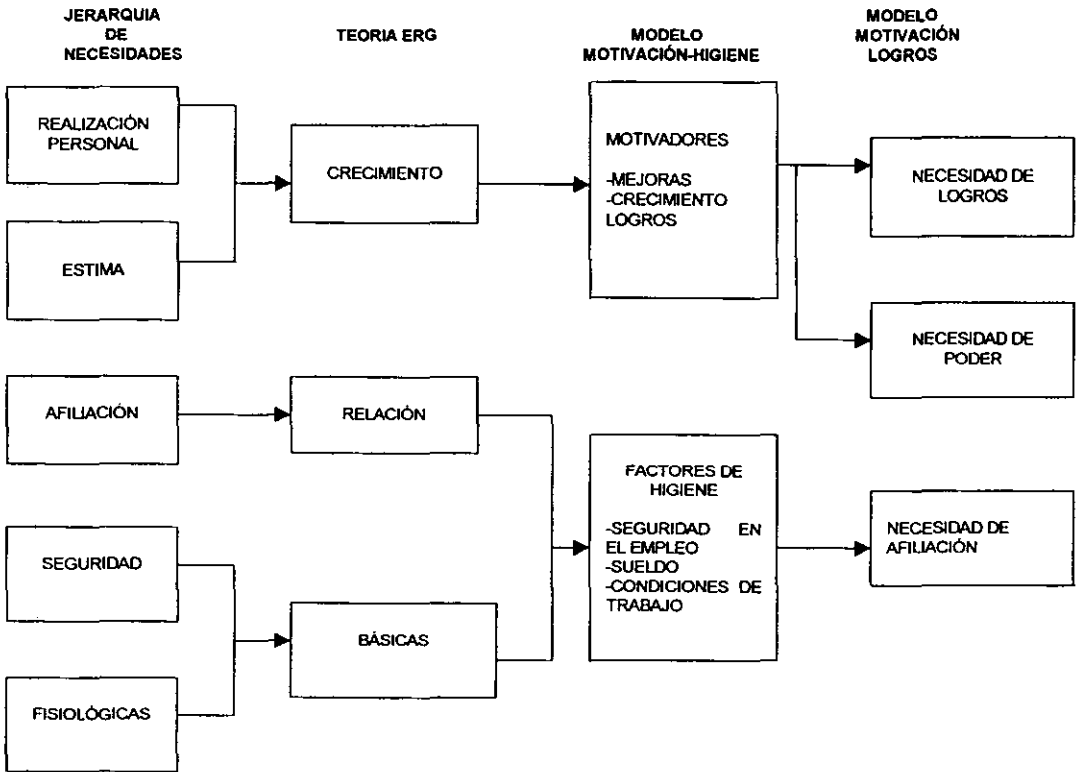 JERARQUIA
DE
NECESIDADES
TEORIA ERG
MODELO
MOTIVACIÓN-HIGIENE
MODELO
MOTIVACIÓN
LOGROS
REALIZACIÓN
PERSONAL
CRECIMIENTO
MOTIVADORES
-MEJORAS
-CRECIMIENTO
LOGROS
NECESIDAD DE
LOGROS
ESTIMA
NECESIDAD DE
PODER
AFILIACIÓN
RELACIÓN
FACTORES DE
HIGIENE
-SEGURIDAD EN
EL EMPLEO
-SUELDO
-CONDICIONES DE
TRABAJO
NECESIDAD DE
AFILIACIÓN
SEGURIDAD
BÁSICAS
FISIOLÓGICAS